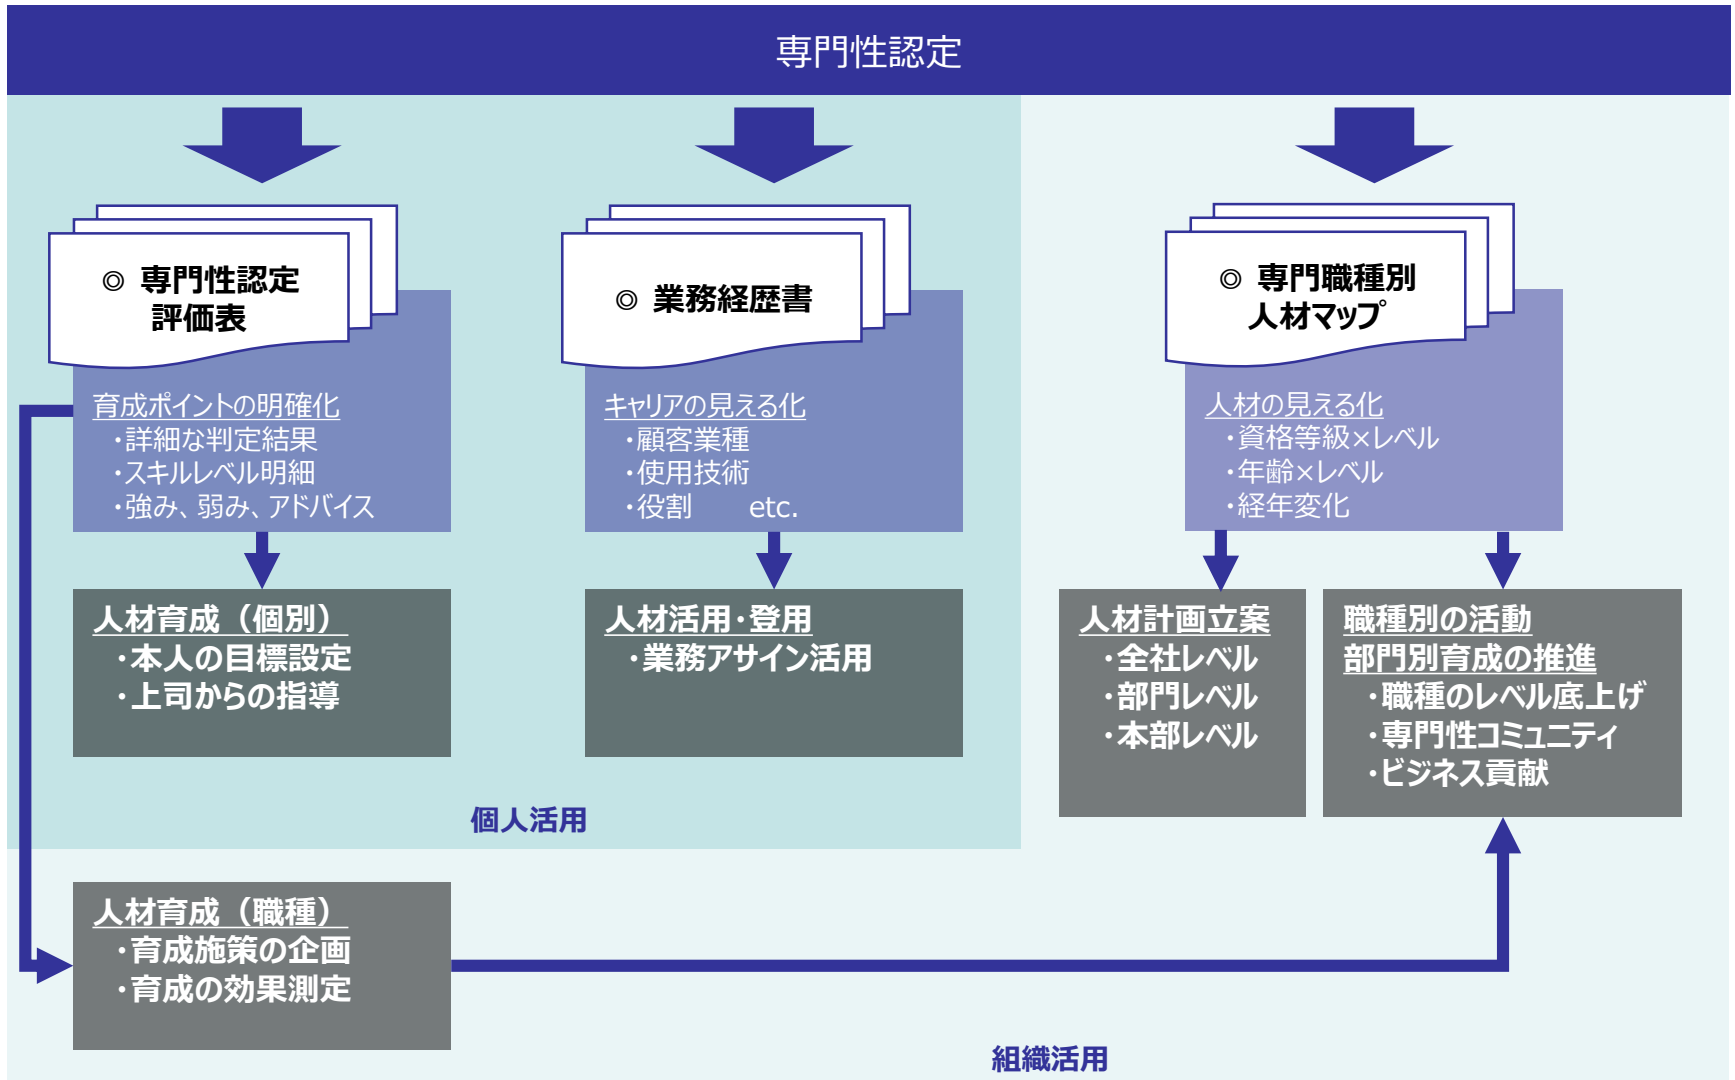 専門性認定
◎ 専門性認定
評価表
育成ポイントの明確化
・詳細な判定結果
・スキルレベル明細
・強み、弱み、アドバイス
人材育成（個別）
・本人の目標設定
・上司からの指導
◎ 業務経歴書
キャリアの見える化
・顧客業種
・使用技術
・役割　　etc.
人材活用・登用
・業務アサイン活用
個人活用
◎ 専門職種別
人材マップ
人材の見える化
・資格等級×レベル
・年齢×レベル
・経年変化
人材計画立案
・全社レベル
・部門レベル
・本部レベル
職種別の活動
部門別育成の推進
・職種のレベル底上げ
・専門性コミュニティ
・ビジネス貢献
人材育成（職種）
・育成施策の企画
・育成の効果測定
組織活用